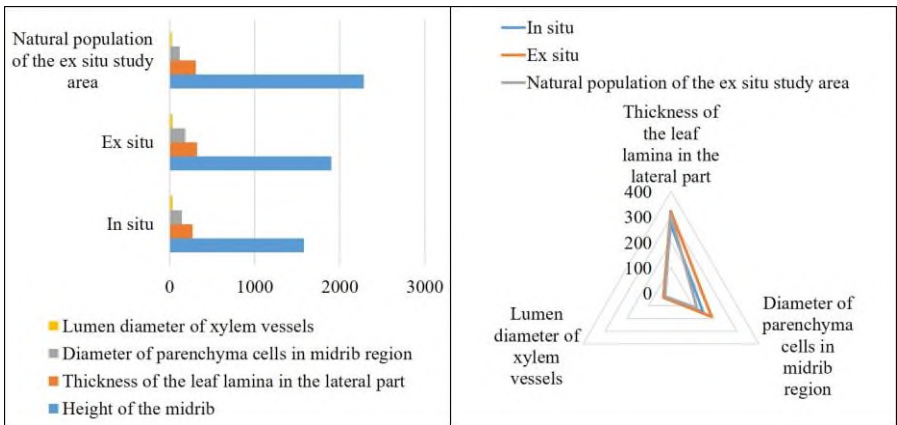 Natural population
of the ex situ study
area
Ex situ
In situ
0
1000
2000
3000
Lumen diameter of xylem vessels
Diameter of parenchyma cells in midrib region
Thickness of the leaf lamina in the lateral part
Height of the midrib
In situ
Ex situ
Natural population of the ex situ study area
Thickness of
the leaf
lamina in the
lateral part
400
300
200
100
0
Lumen
diameter of
xylem
vessels
Diameter of
parenchyma
cells in
midrib
region